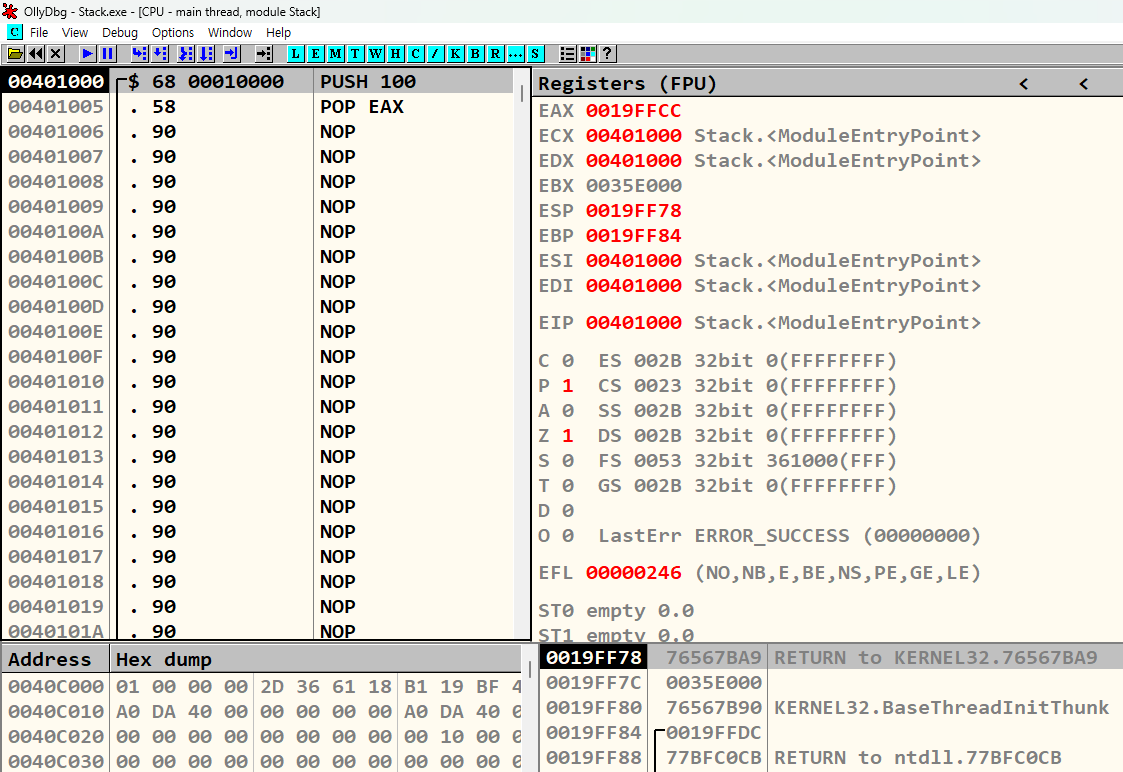 OllyDbg - Stack.exe - [CPU - main thread, module Stack]
C File View Debug Options Window Help
L E M T W H C / K B R ... S ?
00401000 $ 68 00010000 PUSH 100
00401005 . 58 POP EAX
00401006 . 90 NOP
00401007 . 90 NOP
00401008 . 90 NOP
00401009 . 90 NOP
0040100A . 90 NOP
0040100B . 90 NOP
0040100C . 90 NOP
0040100D . 90 NOP
0040100E . 90 NOP
0040100F . 90 NOP
00401010 . 90 NOP
00401011 . 90 NOP
00401012 . 90 NOP
00401013 . 90 NOP
00401014 . 90 NOP
00401015 . 90 NOP
00401016 . 90 NOP
00401017 . 90 NOP
00401018 . 90 NOP
00401019 . 90 NOP
0040101A . 90 NOP
Registers (FPU) < <
EAX 0019FFCC
ECX 00401000 Stack.<ModuleEntryPoint>
EDX 00401000 Stack.<ModuleEntryPoint>
EBX 0035E000
ESP 0019FF78
EBP 0019FF84
ESI 00401000 Stack.<ModuleEntryPoint>
EDI 00401000 Stack.<ModuleEntryPoint>
EIP 00401000 Stack.<ModuleEntryPoint>
C 0 ES 002B 32bit 0(FFFFFFFF)
P 1 CS 0023 32bit 0(FFFFFFFF)
A 0 SS 002B 32bit 0(FFFFFFFF)
Z 1 DS 002B 32bit 0(FFFFFFFF)
S 0 FS 0053 32bit 361000(FFF)
T 0 GS 002B 32bit 0(FFFFFFFF)
D 0
O 0 LastErr ERROR_SUCCESS (00000000)
EFL 00000246 (NO,NB,E,BE,NS,PE,GE,LE)
ST0 empty 0.0
ST1 empty 0.0
Address Hex dump
0040C000 01 00 00 00 2D 36 61 18 B1 19 BF 4
0040C010 A0 DA 40 00 00 00 00 00 A0 DA 40 0
0040C020 00 00 00 00 00 00 00 00 00 10 00 0
0040C030 00 00 00 00 00 00 00 00 00 00 00
0019FF78 76567BA9 RETURN to KERNEL32.76567BA9
0019FF7C 0035E000
0019FF80 76567B90 KERNEL32.BaseThreadInitThunk
0019FF84 0019FFDC
0019FF88 77BFC0CB RETURN to ntdll.77BFC0CB